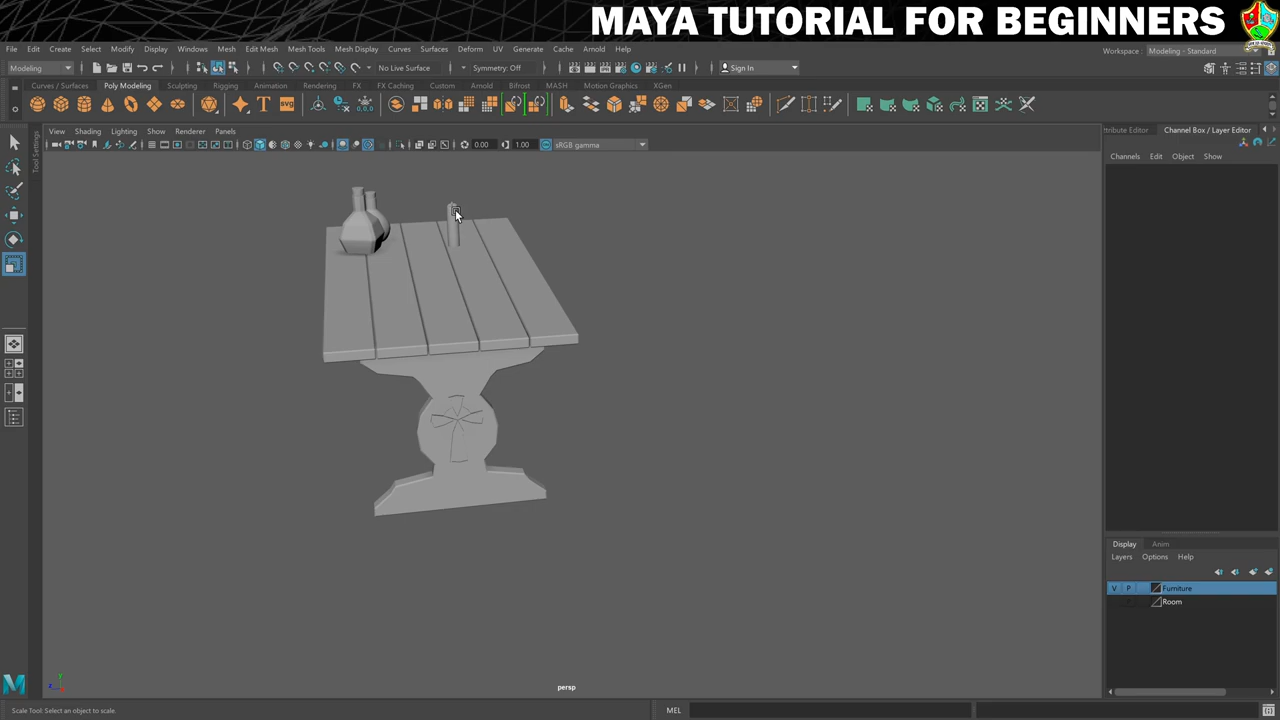 MAYA TUTORIAL FOR BEGINNERS
File Edit Create Select Modify Display Windows Mesh Edit Mesh Mesh Tools Mesh Display Curves Surfaces Deform UV Generate Cache Arnold Help
Workspace : Modeling - Standard
Modeling No Live Surface Symmetry: Off Sign In
Curves / Surfaces Poly Modeling Sculpting Rigging Animation Rendering FX FX Caching Custom Arnold Bifrost MASH Motion Graphics XGen
View Shading Lighting Show Renderer Panels
0.00 1.00 sRGB gamma
Tool Settings
ttribute Editor Channel Box / Layer Editor
Channels Edit Object Show
Display Anim
Layers Options Help
V P Furniture
Room
persp
Scale Tool: Select an object to scale.
MEL